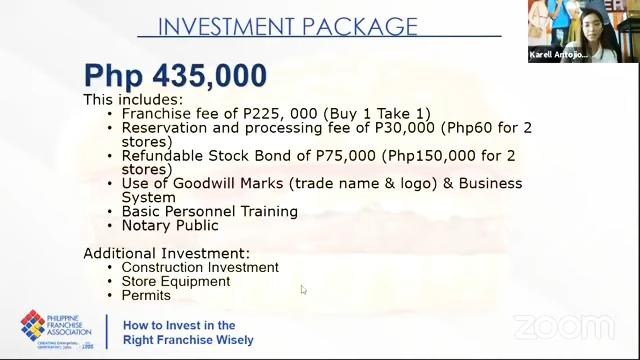 INVESTMENT PACKAGE
Karell Antojio...
Php 435,000
This includes:
• Franchise fee of P225, 000 (Buy 1 Take 1)
• Reservation and processing fee of P30,000 (Php60 for 2
stores)
• Refundable Stock Bond of P75,000 (Php150,000 for 2
stores)
• Use of Goodwill Marks (trade name & logo) & Business
System
• Basic Personnel Training
• Notary Public
Additional Investment:
• Construction Investment
• Store Equipment
• Permits
PHILIPPINE
FRANCHISE
ASSOCIATION
How to Invest in the
Right Franchise Wisely
zoom